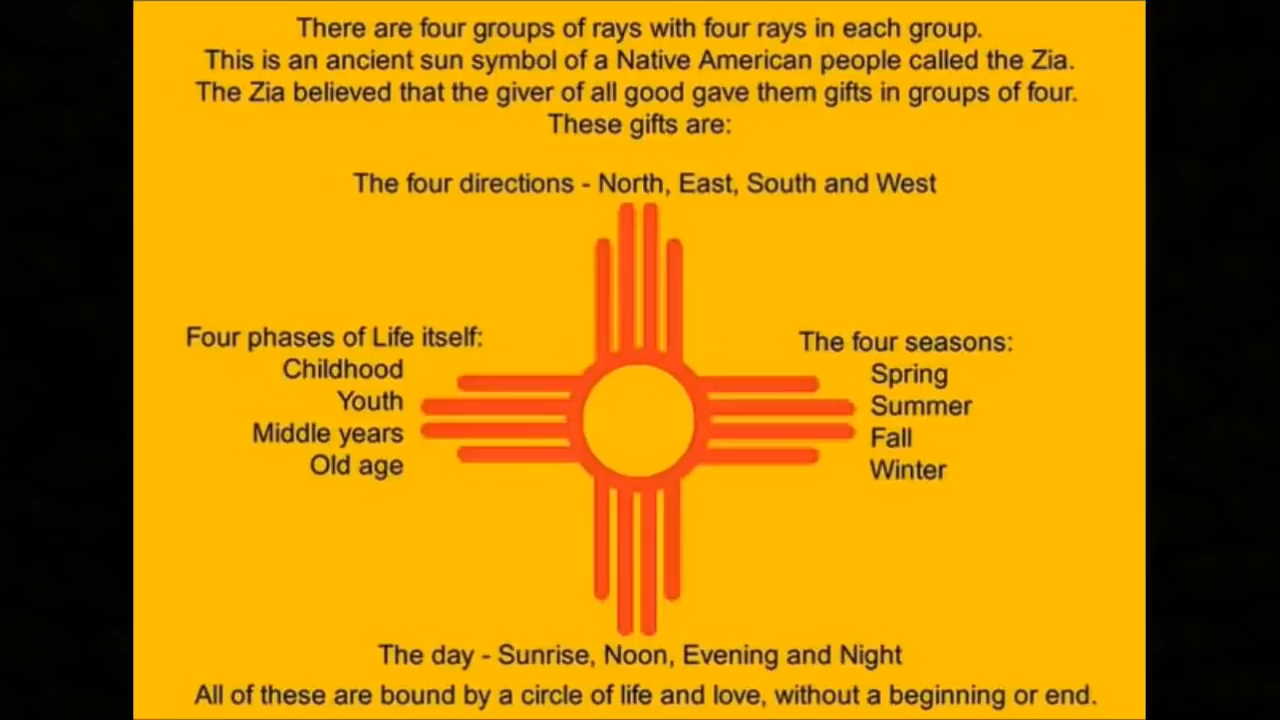 There are four groups of rays with four rays in each group.
This is an ancient sun symbol of a Native American people called the Zia.
The Zia believed that the giver of all good gave them gifts in groups of four.
These gifts are:
The four directions - North, East, South and West
Four phases of Life itself:
Childhood
Youth
Middle years
Old age
The four seasons:
Spring
Summer
Fall
Winter
The day - Sunrise, Noon, Evening and Night
All of these are bound by a circle of life and love, without a beginning or end.